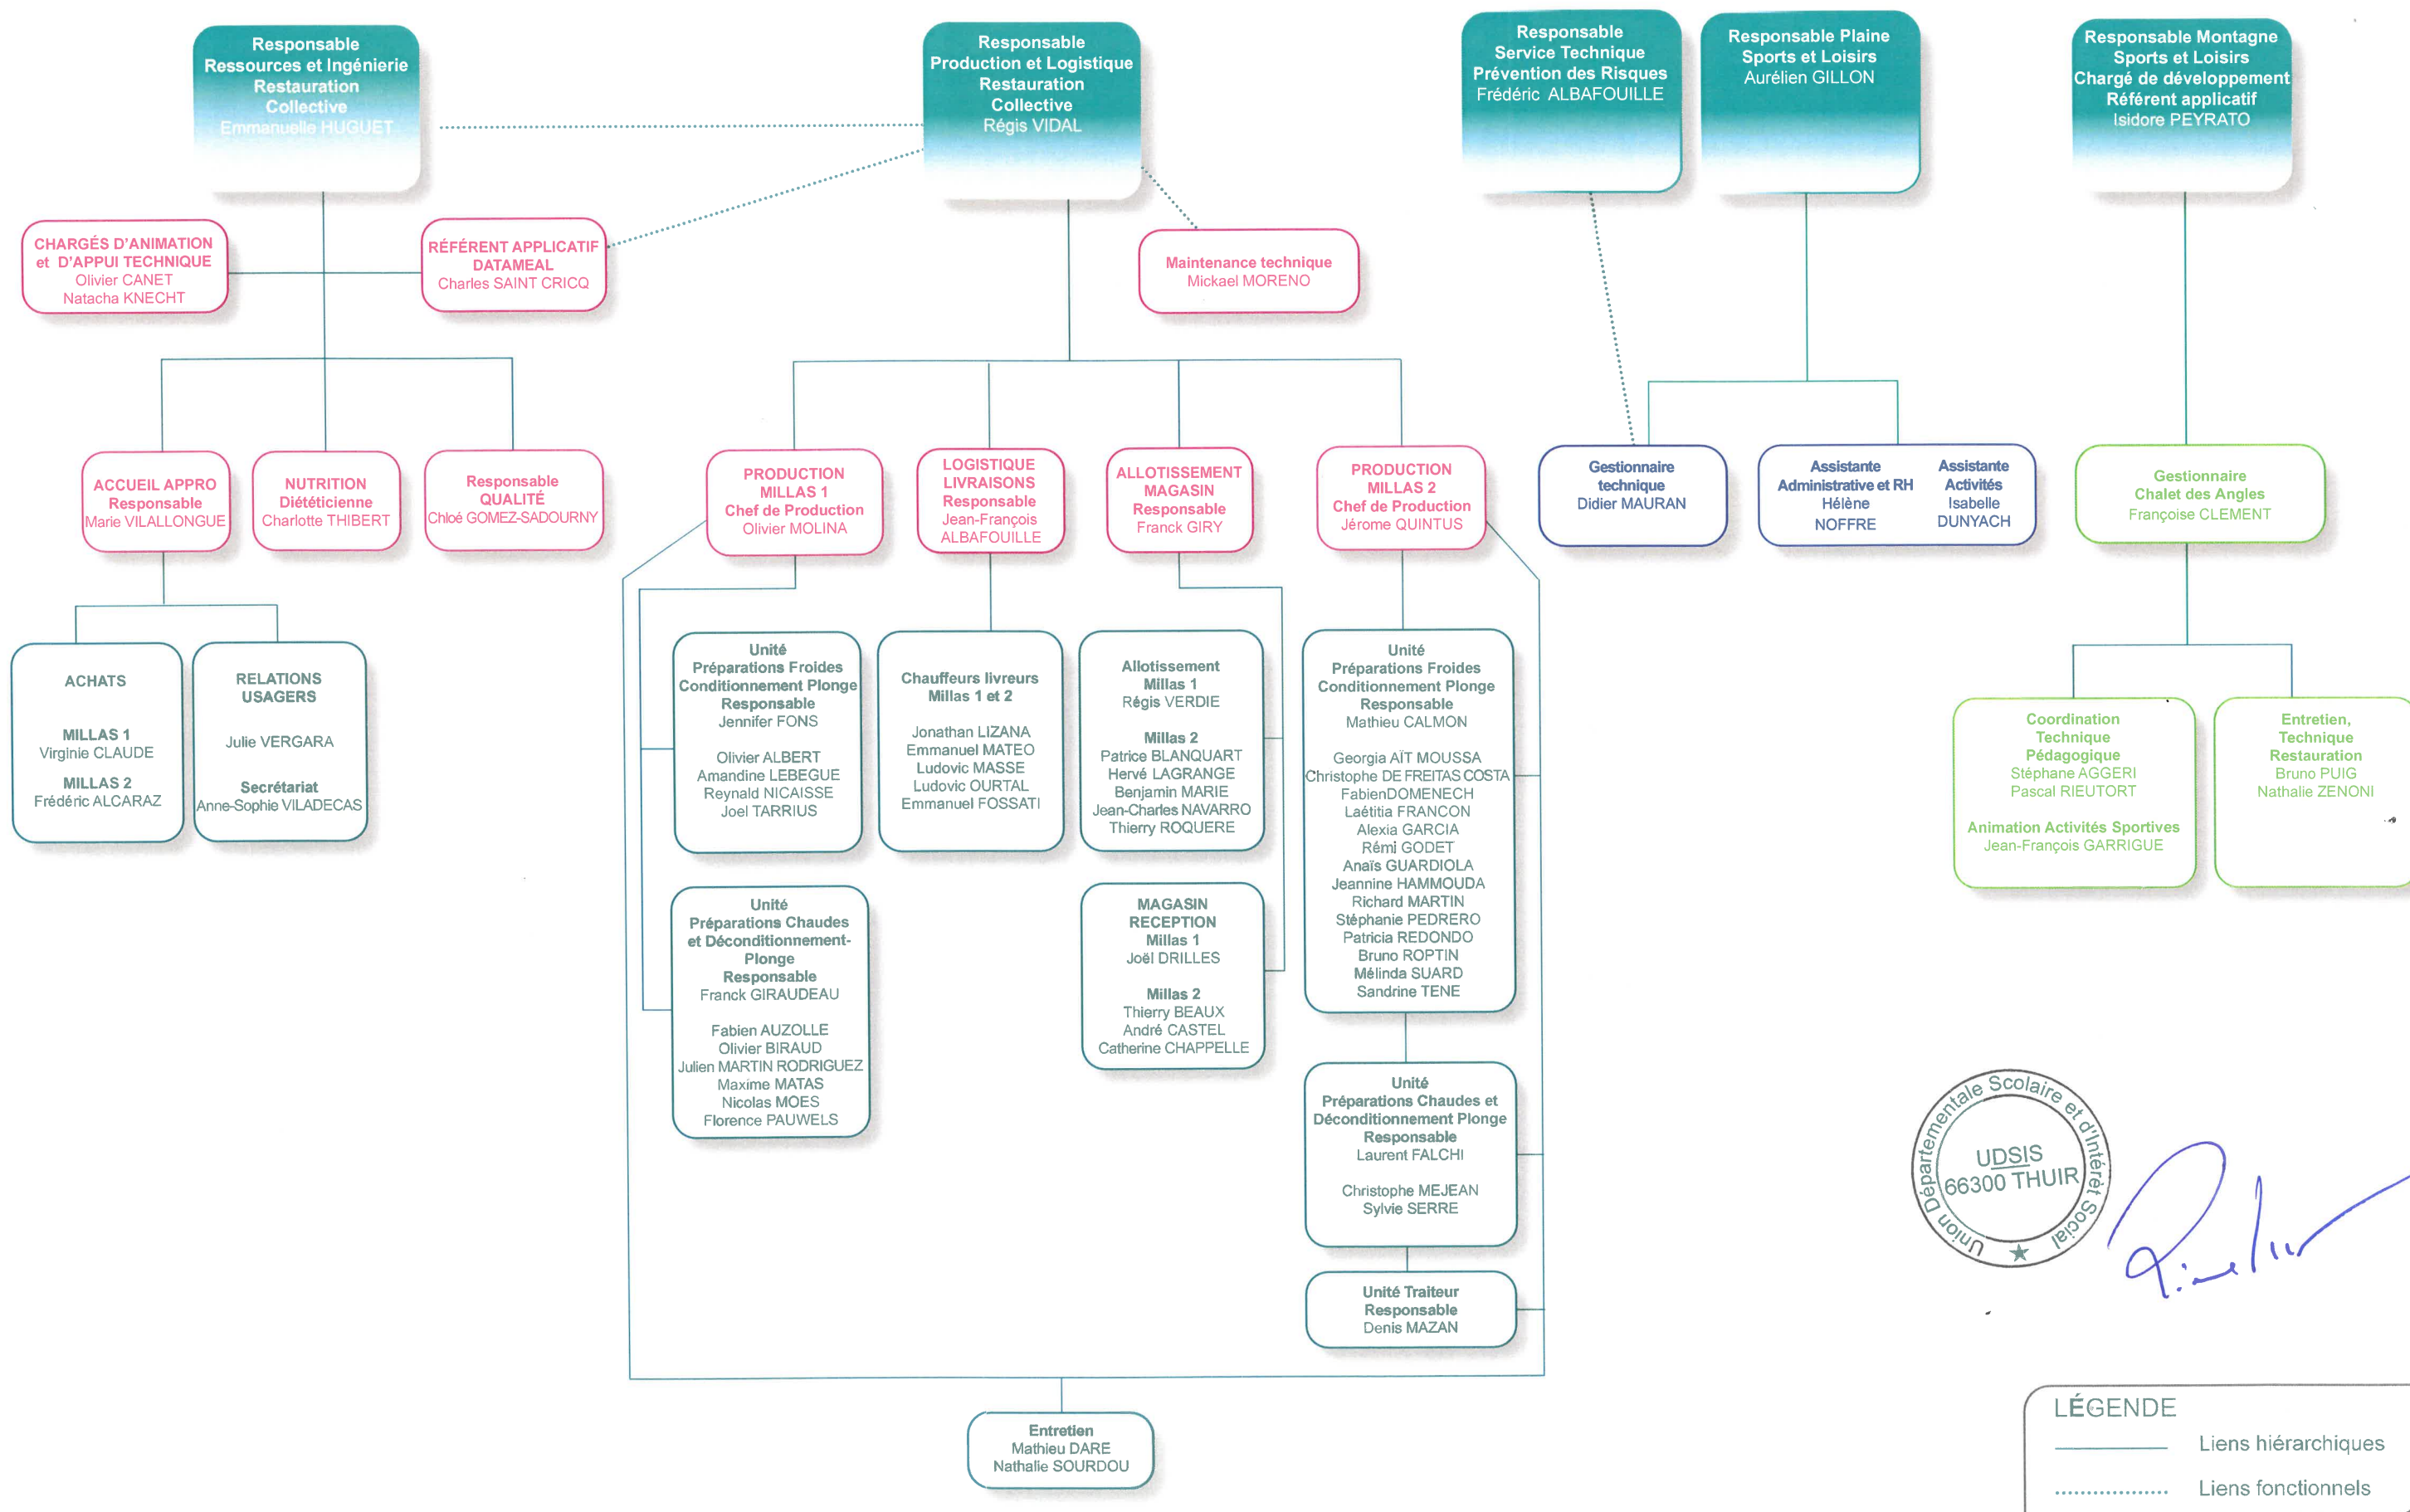 Responsable
Ressources et Ingénierie
Restauration
Collective
Emmanuelle HUGUET
Responsable
Production et Logistique
Restauration
Collective
Régis VIDAL
Responsable
Service Technique
Prévention des Risques
Frédéric ALBAFOUILLE
Responsable Plaine
Sports et Loisirs
Aurélien GILLON
Responsable Montagne
Sports et Loisirs
Chargé de développement
Référent applicatif
Isidore PEYRATO
CHARGÉS D'ANIMATION
et D'APPUI TECHNIQUE
Olivier CANET
Natacha KNECHT
RÉFÉRENT APPLICATIF
DATAMEAL
Charles SAINT CRICQ
Maintenance technique
Mickael MORENO
ACCUEIL APPRO
Responsable
Marie VILALLONGUE
NUTRITION
Diététicienne
Charlotte THIBERT
Responsable
QUALITÉ
Chloé GOMEZ-SADOURNY
PRODUCTION
MILLAS 1
Chef de Production
Olivier MOLINA
LOGISTIQUE
LIVRAISONS
Responsable
Jean-François
ALBAFOUILLE
ALLOTISSEMENT
MAGASIN
Responsable
Franck GIRY
PRODUCTION
MILLAS 2
Chef de Production
Jérome QUINTUS
Gestionnaire
technique
Didier MAURAN
Assistante
Administrative et RH
Hélène
NOFFRE
Assistante
Activités
Isabelle
DUNYACH
Gestionnaire
Chalet des Angles
Françoise CLEMENT
ACHATS
MILLAS 1
Virginie CLAUDE
MILLAS 2
Frédéric ALCARAZ
RELATIONS
USAGERS
Julie VERGARA
Secrétariat
Anne-Sophie VILADECAS
Unité
Préparations Froides
Conditionnement Plonge
Responsable
Jennifer FONS
Olivier ALBERT
Amandine LEBEGUE
Reynald NICAISSE
Joel TARRIUS
Chauffeurs livreurs
Millas 1 et 2
Jonathan LIZANA
Emmanuel MATEO
Ludovic MASSE
Ludovic OURTAL
Emmanuel FOSSATI
Allotissement
Millas 1
Régis VERDIE
Millas 2
Patrice BLANQUART
Hervé LAGRANGE
Benjamin MARIE
Jean-Charles NAVARRO
Thierry ROQUERE
Unité
Préparations Froides
Conditionnement Plonge
Responsable
Mathieu CALMON
Georgia AÏT MOUSSA
Christophe DE FREITAS COSTA
FabienDOMENECH
Laétitia FRANCON
Alexia GARCIA
Rémi GODET
Anaïs GUARDIOLA
Jeannine HAMMOUDA
Richard MARTIN
Stéphanie PEDRERO
Patricia REDONDO
Bruno ROPTIN
Mélinda SUARD
Sandrine TENE
Coordination
Technique
Pédagogique
Stéphane AGGERI
Pascal RIEUTORT
Animation Activités Sportives
Jean-François GARRIGUE
Entretien,
Technique
Restauration
Bruno PUIG
Nathalie ZENONI
Unité
Préparations Chaudes
et Déconditionnement-
Plonge
Responsable
Franck GIRAUDEAU
Fabien AUZOLLE
Olivier BIRAUD
Julien MARTIN RODRIGUEZ
Maxime MATAS
Nicolas MOES
Florence PAUWELS
MAGASIN
RECEPTION
Millas 1
Joël DRILLES
Millas 2
Thierry BEAUX
André CASTEL
Catherine CHAPPELLE
Unité
Préparations Chaudes et
Déconditionnement Plonge
Responsable
Laurent FALCHI
Christophe MEJEAN
Sylvie SERRE
Unité Traiteur
Responsable
Denis MAZAN
Entretien
Mathieu DARE
Nathalie SOURDOU
Union Départementale Scolaire et d'Intérêt Social
UDSIS
66300 THUIR
LÉGENDE
Liens hiérarchiques
Liens fonctionnels